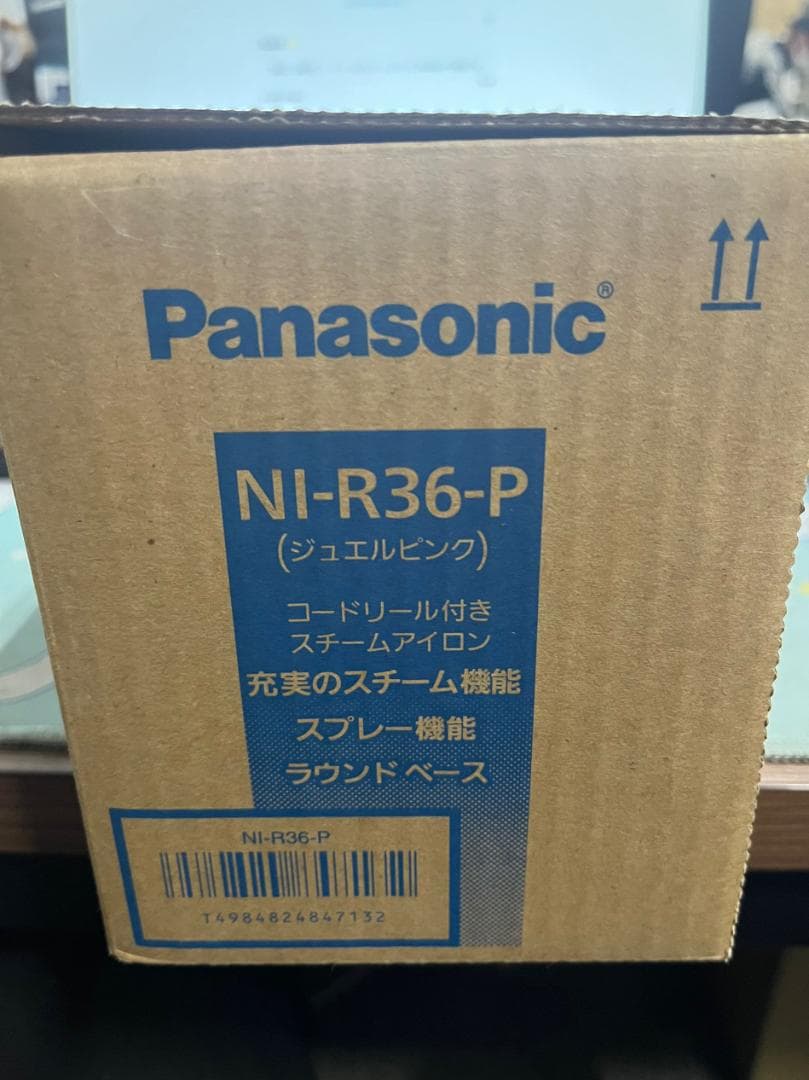 Panasonic®
NI-R36-P
(ジュエルピンク)
コードリール付き
スチームアイロン
充実のスチーム機能
スプレー機能
ラウンドベース
NI-R36-P
T4984824847132